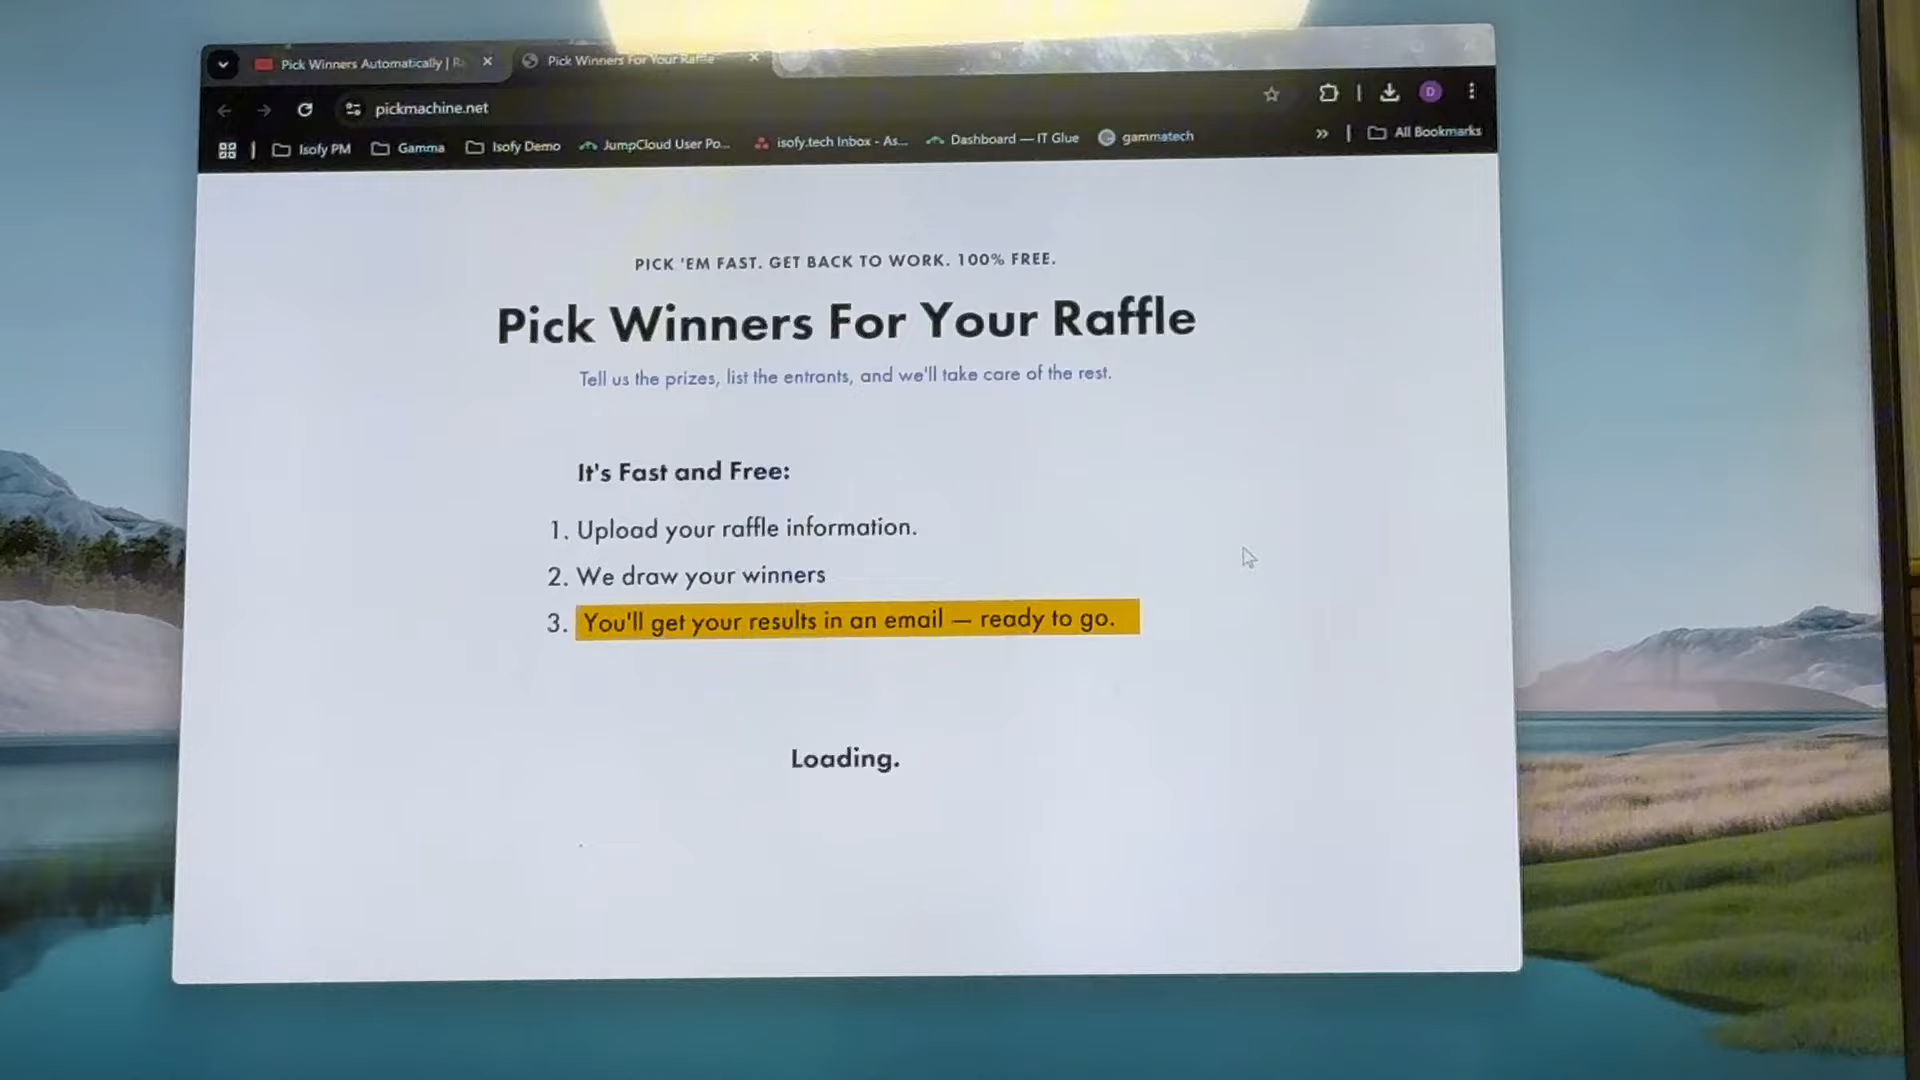 Pick Winners Automatically | R
Pick Winners For Your Raffle
pickmachine.net
D
Isofy PM
Gamma
Isofy Demo
JumpCloud User Po...
isofy.tech Inbox - As...
Dashboard — IT Glue
gammatech
All Bookmarks
PICK 'EM FAST. GET BACK TO WORK. 100% FREE.
Pick Winners For Your Raffle
Tell us the prizes, list the entrants, and we'll take care of the rest.
It's Fast and Free:
1. Upload your raffle information.
2. We draw your winners
3. You'll get your results in an email — ready to go.
Loading.